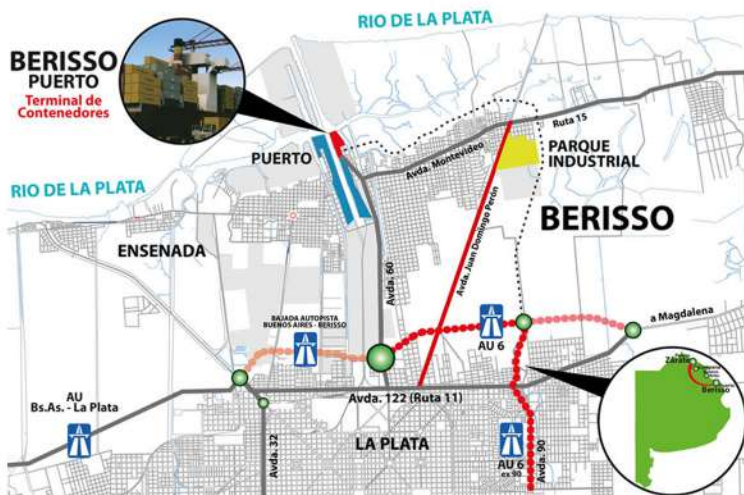 RIO DE LA PLATA
BERISSO
PUERTO
Terminal de
Contenedores
PUERTO
Avda. Montevideo
Ruta 15
PARQUE
INDUSTRIAL
RIO DE LA PLATA
BERISSO
ENSENADA
Avda. Juan Domingo Perón
Avda. 60
BAJADA AUTOPISTA
BUENOS AIRES - BERISSO
AU 6
a Magdalena
AU
Bs.As. - La Plata
Avda. 122 (Ruta 11)
Avda. 32
LA PLATA
AU 6
ex 90
Avda. 90
Zárate
Berisso